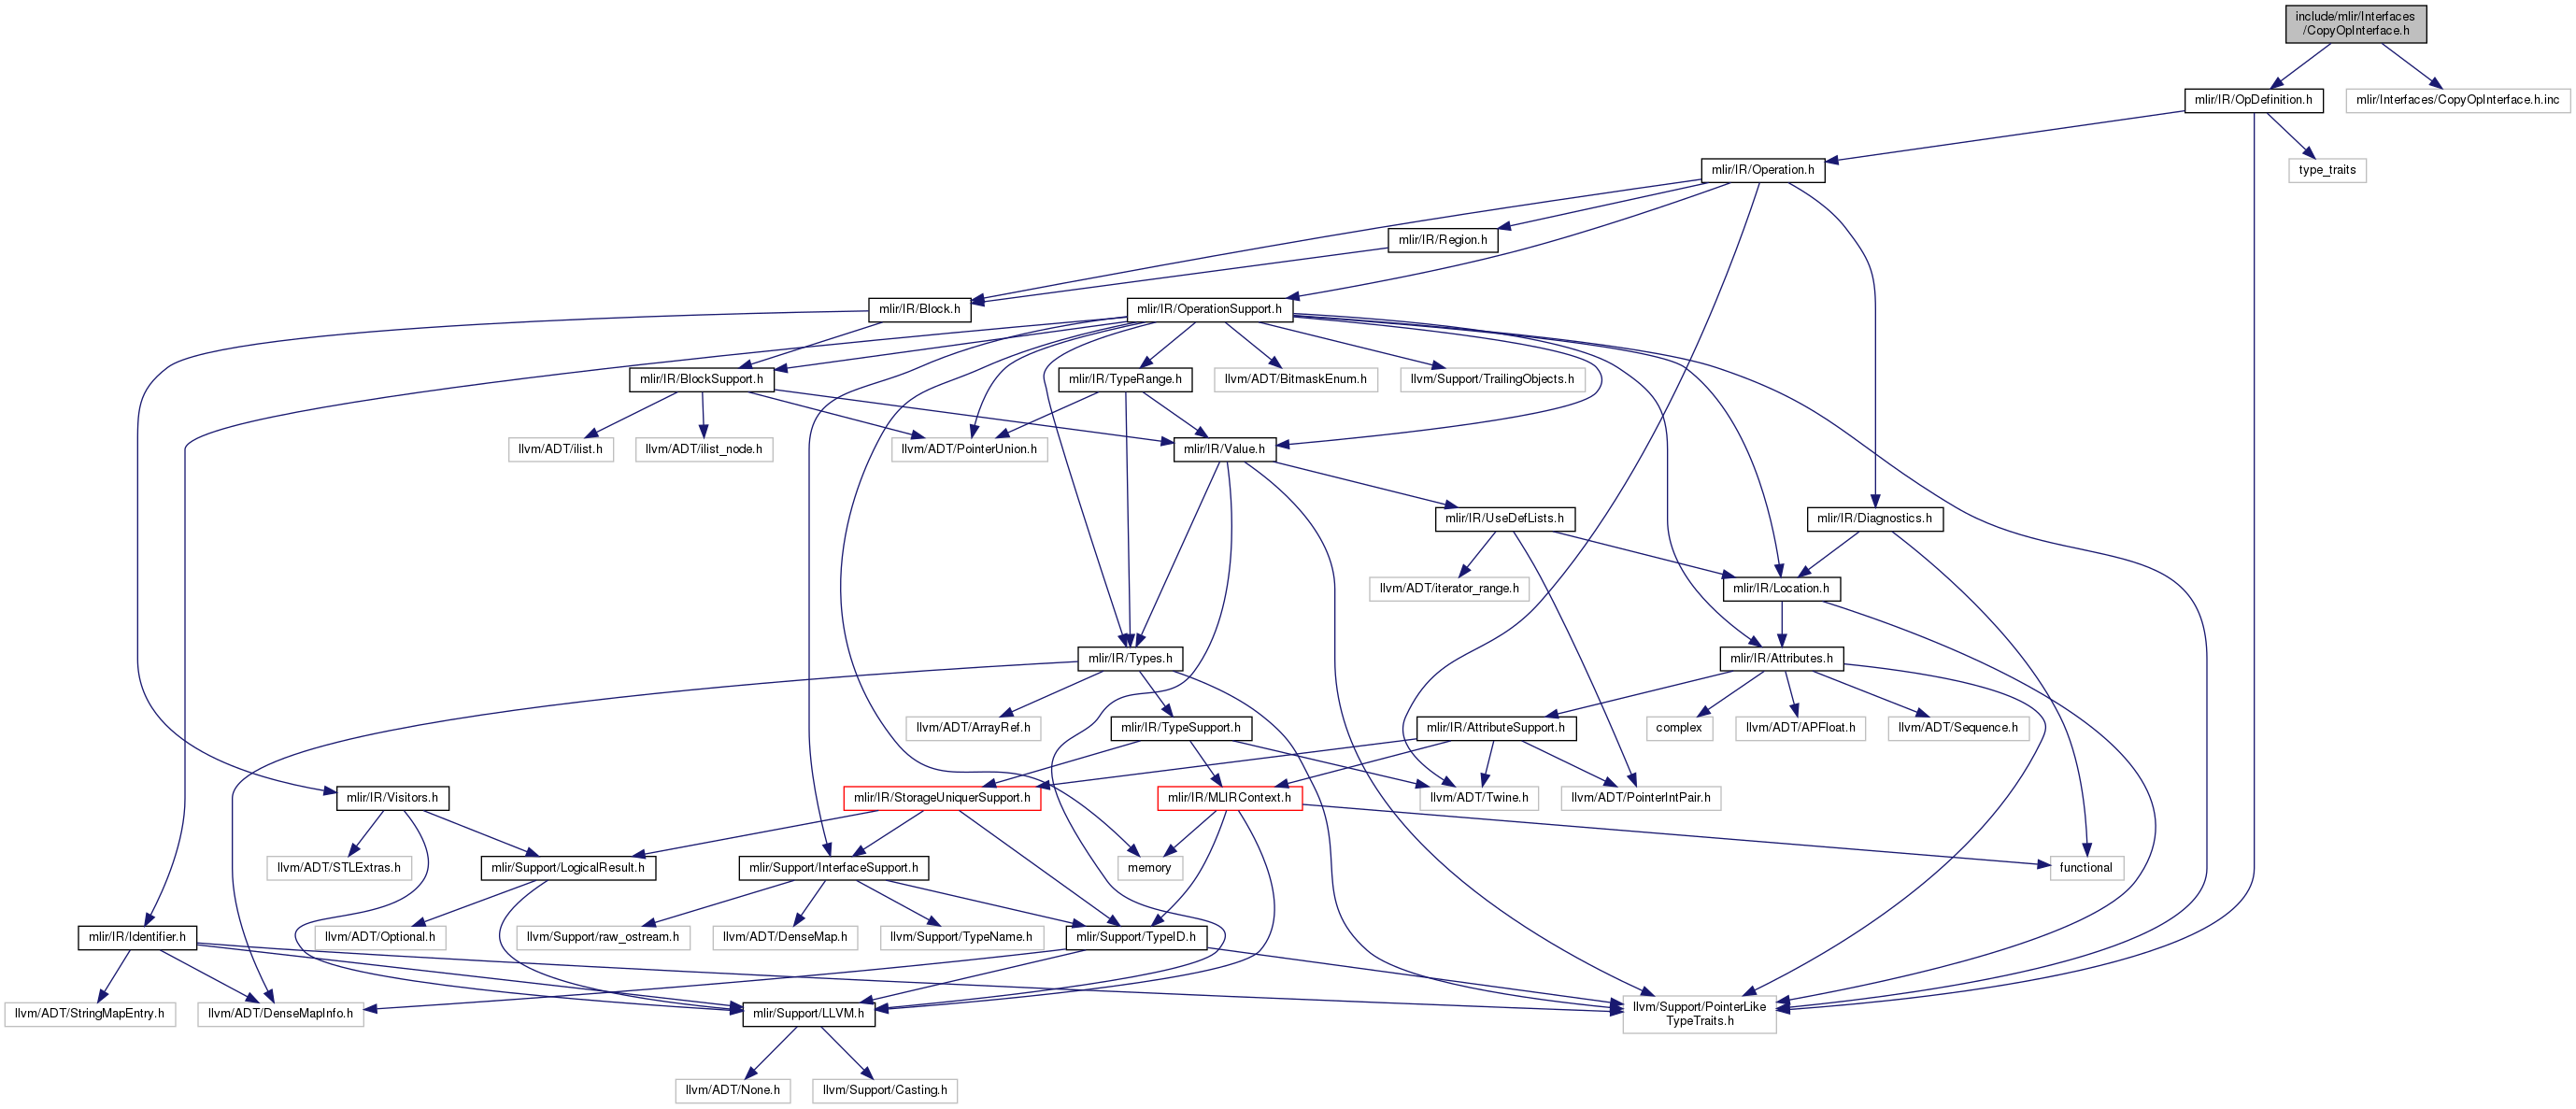 include/mlir/Interfaces
/CopyOpInterface.h
mlir/IR/OpDefinition.h
mlir/Interfaces/CopyOpInterface.h.inc
mlir/IR/Operation.h
type_traits
mlir/IR/Region.h
mlir/IR/Block.h
mlir/IR/OperationSupport.h
mlir/IR/BlockSupport.h
mlir/IR/TypeRange.h
llvm/ADT/BitmaskEnum.h
llvm/Support/TrailingObjects.h
llvm/ADT/ilist.h
llvm/ADT/ilist_node.h
llvm/ADT/PointerUnion.h
mlir/IR/Value.h
mlir/IR/UseDefLists.h
mlir/IR/Diagnostics.h
llvm/ADT/iterator_range.h
mlir/IR/Location.h
mlir/IR/Types.h
mlir/IR/Attributes.h
llvm/ADT/ArrayRef.h
mlir/IR/TypeSupport.h
mlir/IR/AttributeSupport.h
complex
llvm/ADT/APFloat.h
llvm/ADT/Sequence.h
mlir/IR/Visitors.h
mlir/IR/StorageUniquerSupport.h
mlir/IR/MLIRContext.h
llvm/ADT/Twine.h
llvm/ADT/PointerIntPair.h
llvm/ADT/STLExtras.h
mlir/Support/LogicalResult.h
mlir/Support/InterfaceSupport.h
memory
functional
mlir/IR/Identifier.h
llvm/ADT/Optional.h
llvm/Support/raw_ostream.h
llvm/ADT/DenseMap.h
llvm/Support/TypeName.h
mlir/Support/TypeID.h
llvm/ADT/StringMapEntry.h
llvm/ADT/DenseMapInfo.h
mlir/Support/LLVM.h
llvm/Support/PointerLike
TypeTraits.h
llvm/ADT/None.h
llvm/Support/Casting.h